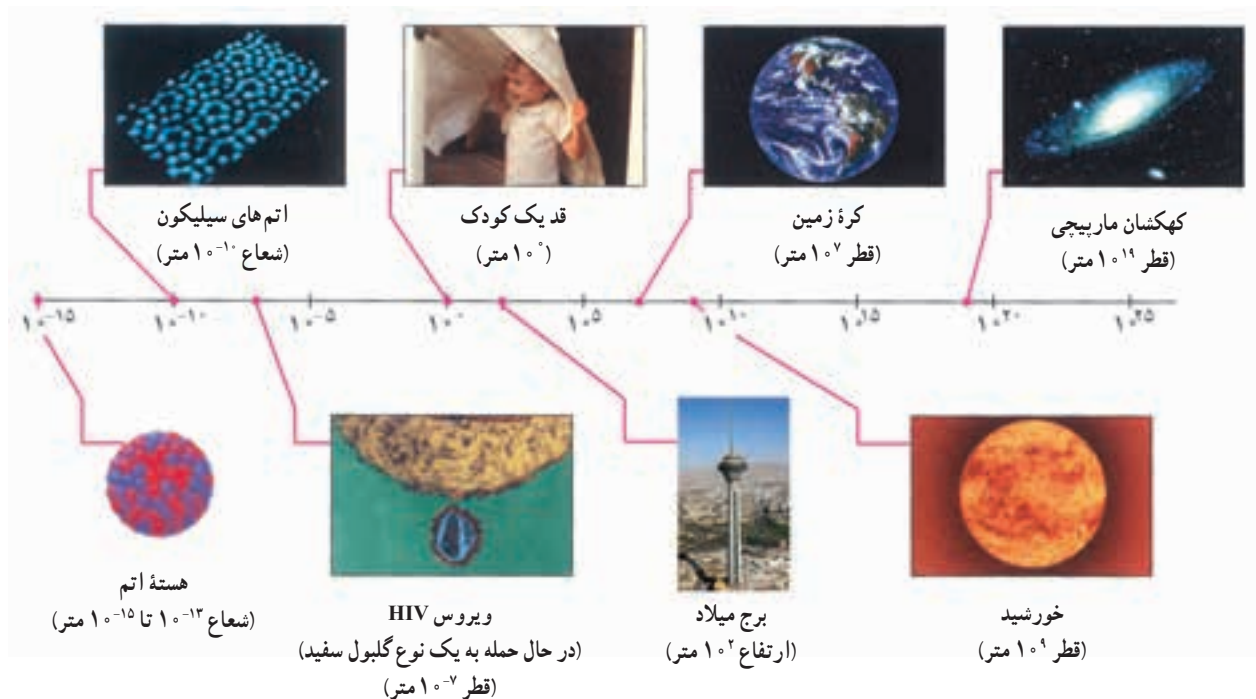 اتم‌های سیلیکون
(شعاع ۱۰⁻¹⁰ متر)
قد یک کودک
(۱۰⁰ متر)
کرهٔ زمین
(قطر ۱۰⁷ متر)
کهکشان مارپیچی
(قطر ۱۰¹⁹ متر)
۱۰⁻¹⁵ ۱۰⁻¹⁰ ۱۰⁻⁵ ۱۰⁰ ۱۰⁵ ۱۰¹⁰ ۱۰¹⁵ ۱۰²⁰ ۱۰²⁵
هستهٔ اتم
(شعاع ۱۰⁻¹³ تا ۱۰⁻¹⁵ متر)
ویروس HIV
(در حال حمله به یک نوع گلبول سفید)
(قطر ۱۰⁻⁷ متر)
برج میلاد
(ارتفاع ۱۰² متر)
خورشید
(قطر ۱۰⁹ متر)